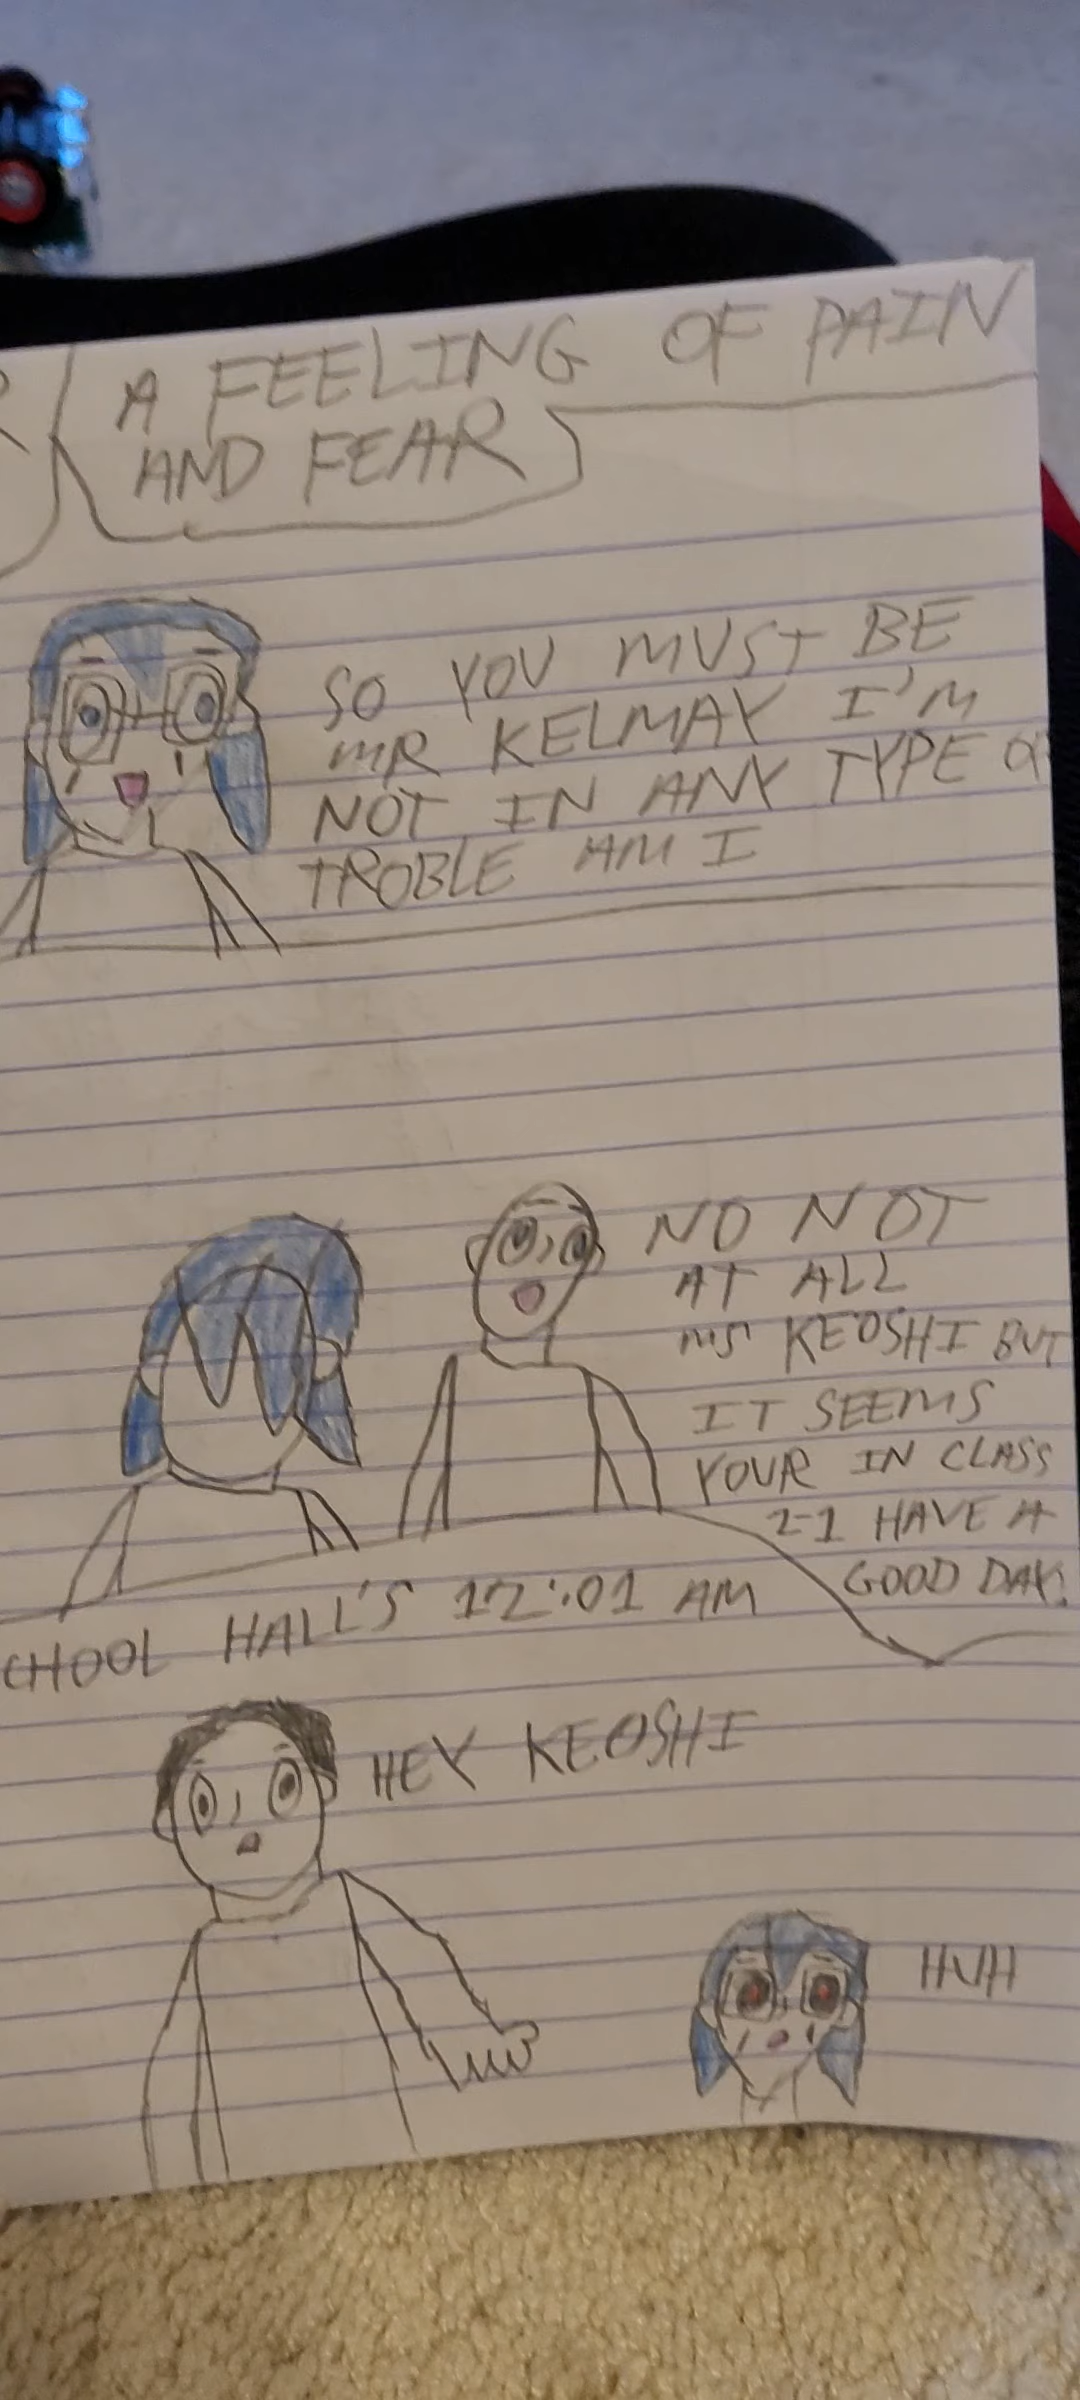 A FEELING OF PAIN
AND FEAR
SO YOU MUST BE
MR KELMAY I'M
NOT IN ANY TYPE
TROBLE AM I
NO NOT
AT ALL
MS KEOSHI BUT
IT SEEMS
YOUR IN CLASS
2-1 HAVE A
GOOD DAY!
CHOOL HALL'S 12:01 AM
HEY KEOSHI
HUH